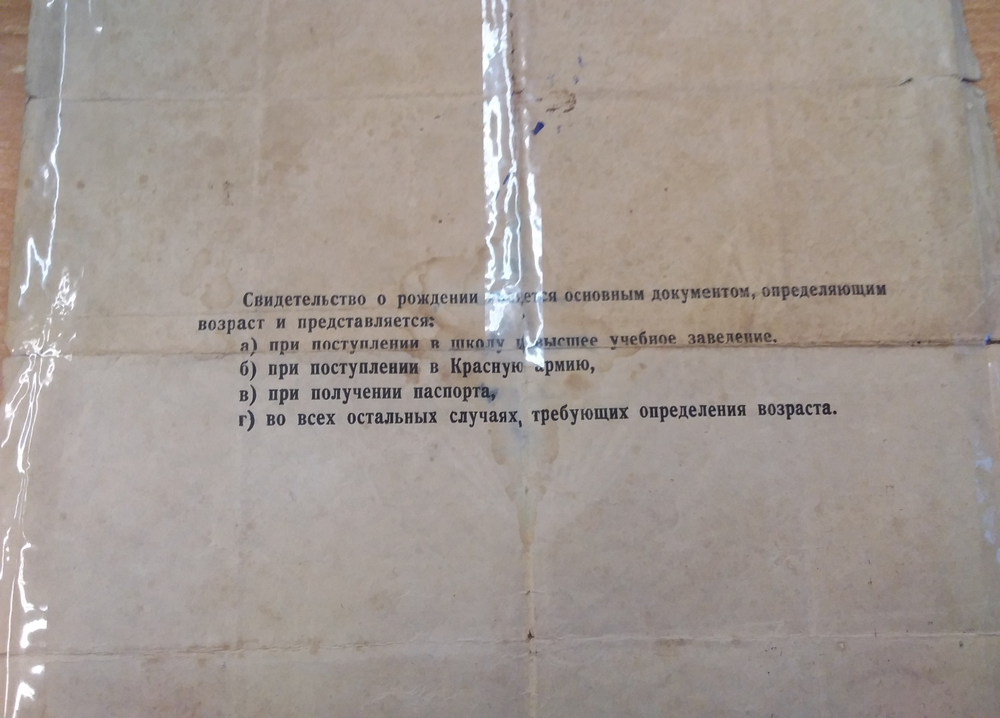 Свидетельство о рождении является основным документом, определяющим
возраст и представляется:
а) при поступлении в школу и высшее учебное заведение,
б) при поступлении в Красную армию,
в) при получении паспорта,
г) во всех остальных случаях, требующих определения возраста.